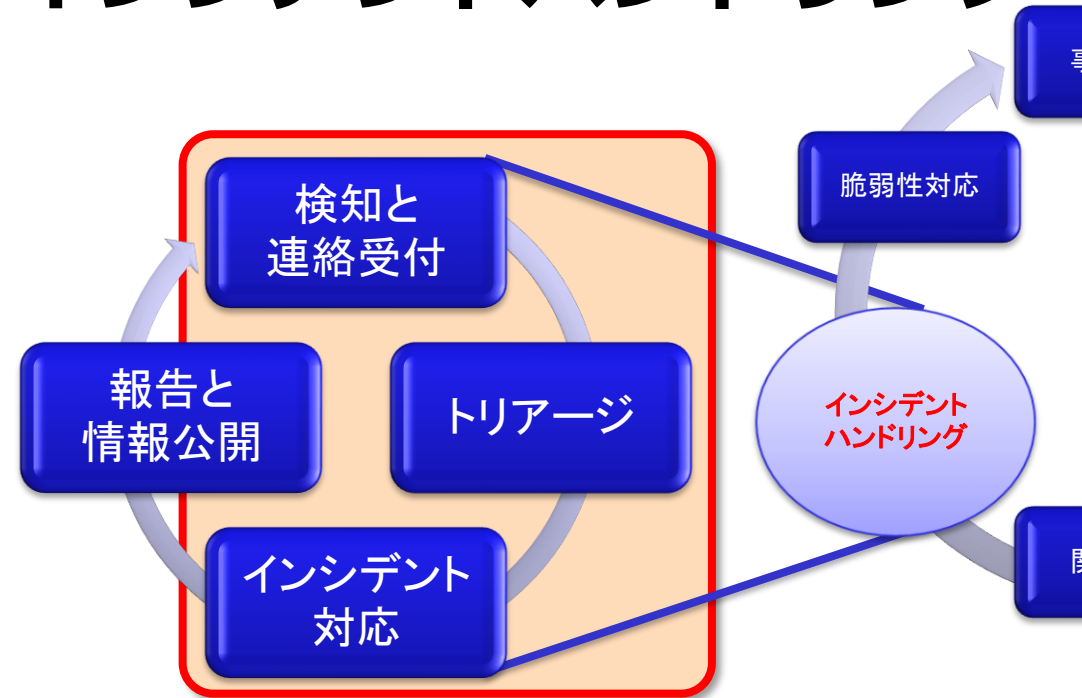 検知と
連絡受付
トリアージ
インシデント
対応
報告と
情報公開
脆弱性対応
インシデント
ハンドリング